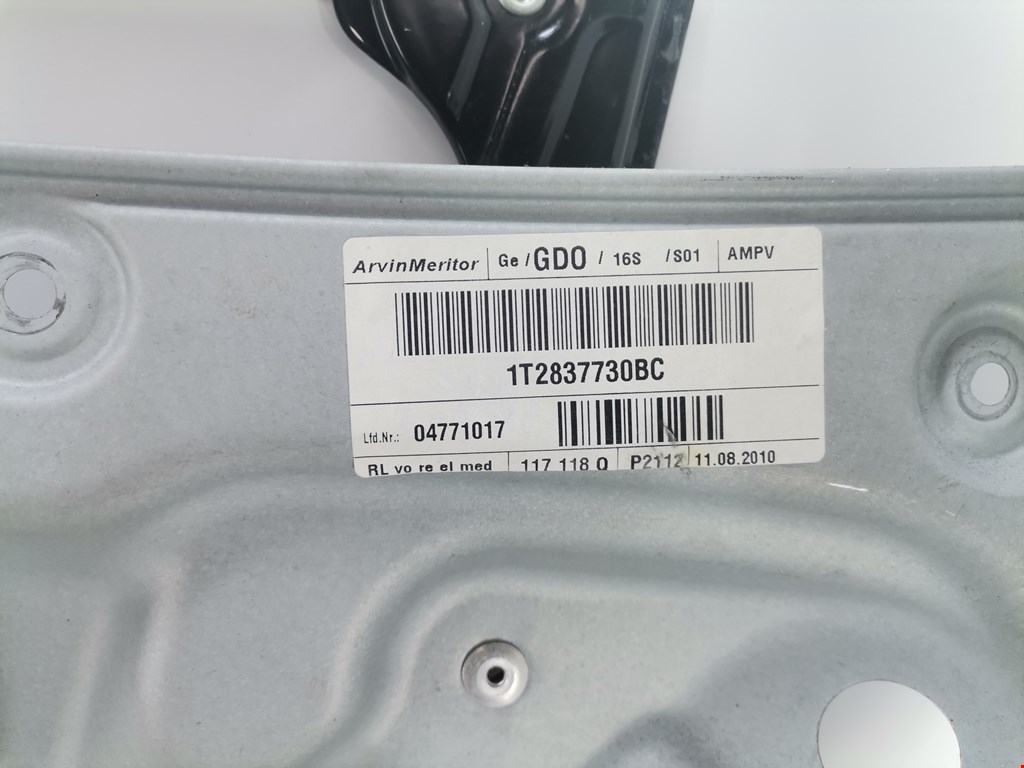 ArvinMeritor Ge / GDO / 16S /S01 AMPV
1T2837730BC
Lfd.Nr.: 04771017
RL vo re el med 117 118 Q P2112 11.08.2010